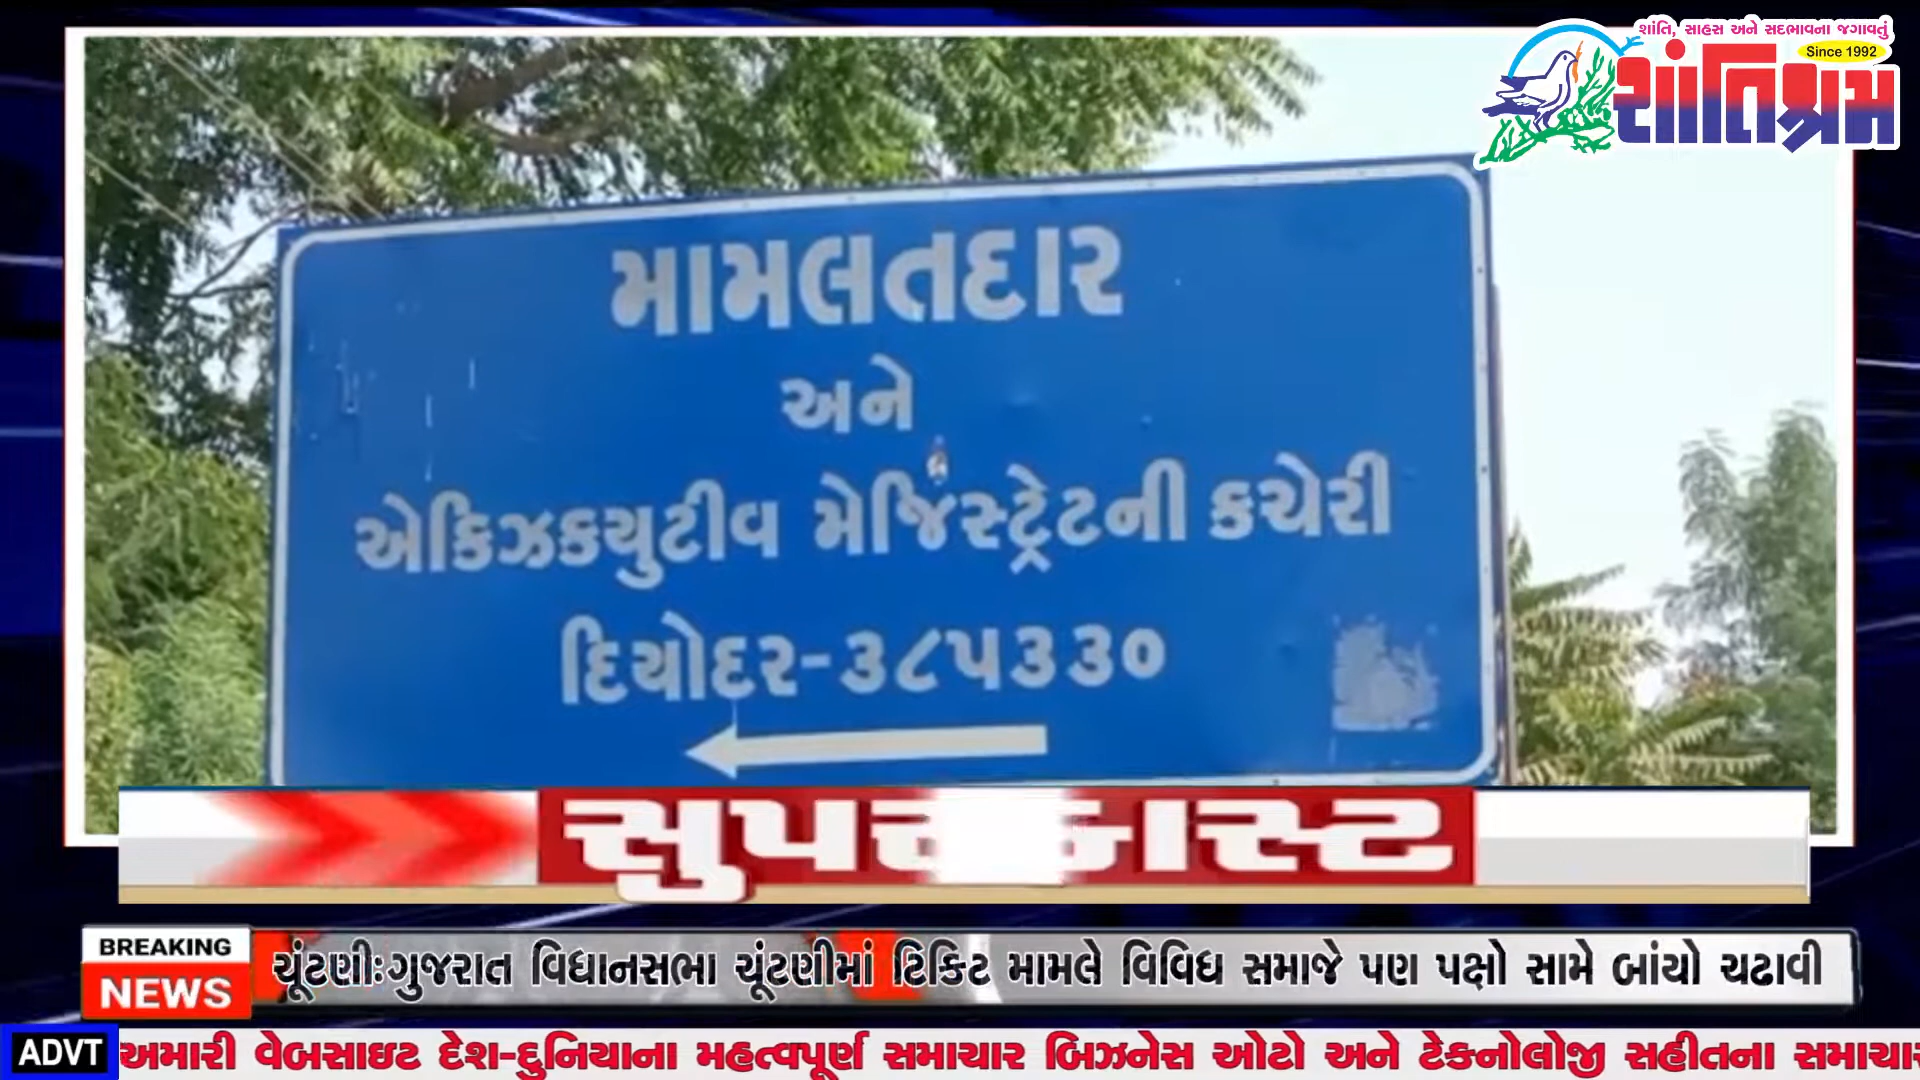 શાંતિ, સાહસ અને સદભાવના જગાવતું
Since 1992
શાંતિશ્રમ
મામલતદાર
અને
એકિઝકયુટીવ મેજિસ્ટ્રેટની કચેરી
દિયોદર-૩૮૫૩૩૦
BREAKING
NEWS
ચૂંટણીઃગુજરાત વિધાનસભા ચૂંટણીમાં ટિકિટ મામલે વિવિધ સમાજે પણ પક્ષો સામે બાંયો ચઢાવી
ADVT
અમારી વેબસાઇટ દેશ-દુનિયાના મહત્વપૂર્ણ સમાચાર બિઝનેસ ઓટો અને ટેકનોલોજી સહીતના